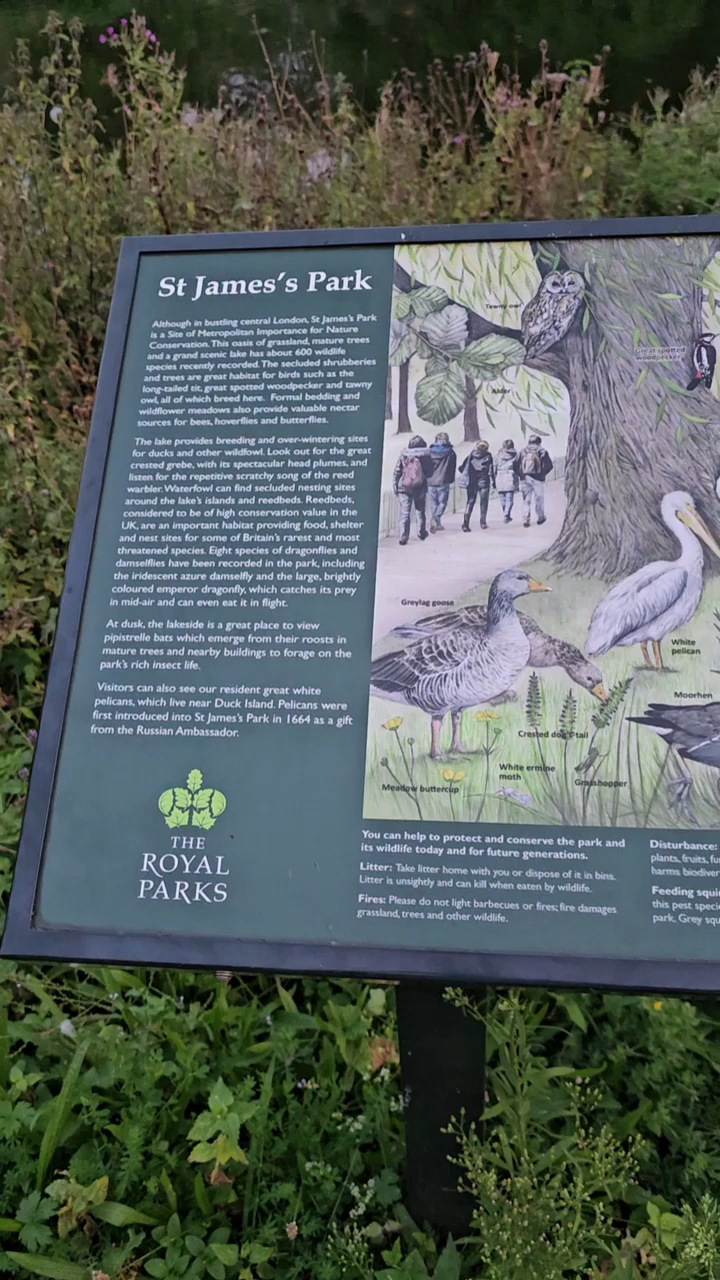 St James's Park
Although in bustling central London, St James's Park
is a Site of Metropolitan Importance for Nature
Conservation. This oasis of grassland, mature trees
and a grand scenic lake has about 600 wildlife
species recently recorded. The secluded shrubberies
and trees are great habitat for birds such as the
long-tailed tit, great spotted woodpecker and tawny
owl, all of which breed here. Formal bedding and
wildflower meadows also provide valuable nectar
sources for bees, hoverflies and butterflies.
The lake provides breeding and over-wintering sites
for ducks and other wildfowl. Look out for the great
crested grebe, with its spectacular head plumes, and
listen for the repetitive scratchy song of the reed
warbler. Waterfowl can find secluded nesting sites
around the lake's islands and reedbeds. Reedbeds,
considered to be of high conservation value in the
UK, are an important habitat providing food, shelter
and nest sites for some of Britain's rarest and most
threatened species. Eight species of dragonflies and
damselflies have been recorded in the park, including
the iridescent azure damselfly and the large, brightly
coloured emperor dragonfly, which catches its prey
in mid-air and can even eat it in flight.
At dusk, the lakeside is a great place to view
pipistrelle bats which emerge from their roosts in
mature trees and nearby buildings to forage on the
park's rich insect life.
Visitors can also see our resident great white
pelicans, which live near Duck Island. Pelicans were
first introduced into St James's Park in 1664 as a gift
from the Russian Ambassador.
THE
ROYAL
PARKS
Tawny owl
Great spotted
woodpecker
Alder
Greylag goose
White
pelican
Moorhen
Crested dog's-tail
White ermine
moth
Grasshopper
Meadow buttercup
You can help to protect and conserve the park and
its wildlife today and for future generations.
Litter: Take litter home with you or dispose of it in bins.
Litter is unsightly and can kill when eaten by wildlife.
Fires: Please do not light barbecues or fires; fire damages
grassland, trees and other wildlife.
Disturbance:
plants, fruits,
harms
Feeding
this pest
park. Grey